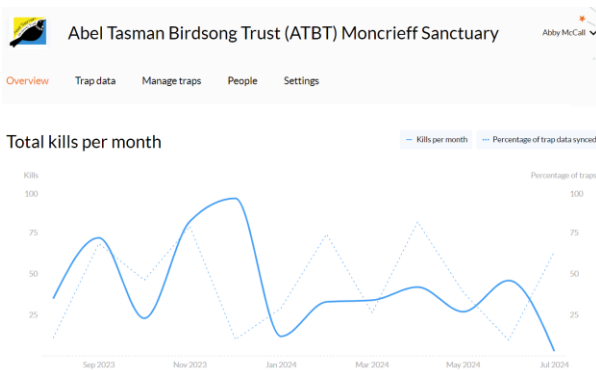 Abel Tasman Birdsong Trust (ATBT) Moncrieff Sanctuary
Abby McCall
Overview Trap data Manage traps People Settings
Total kills per month
Kills per month Percentage of trap data synced
Kills Percentage of traps
100 100
75 75
50 50
25 25
Sep 2023 Nov 2023 Jan 2024 Mar 2024 May 2024 Jul 2024